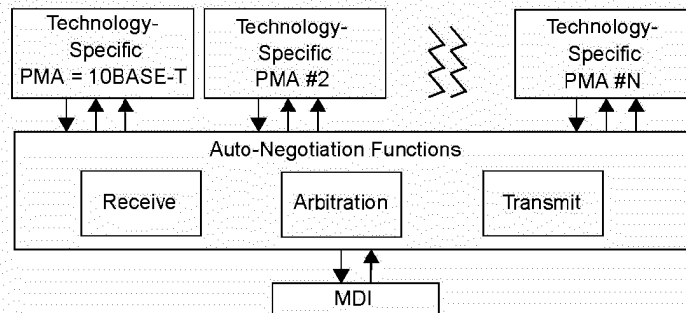 Technology-
Specific
PMA = 10BASE-T
Technology-
Specific
PMA #2
Technology-
Specific
PMA #N
Auto-Negotiation Functions
Receive
Arbitration
Transmit
MDI